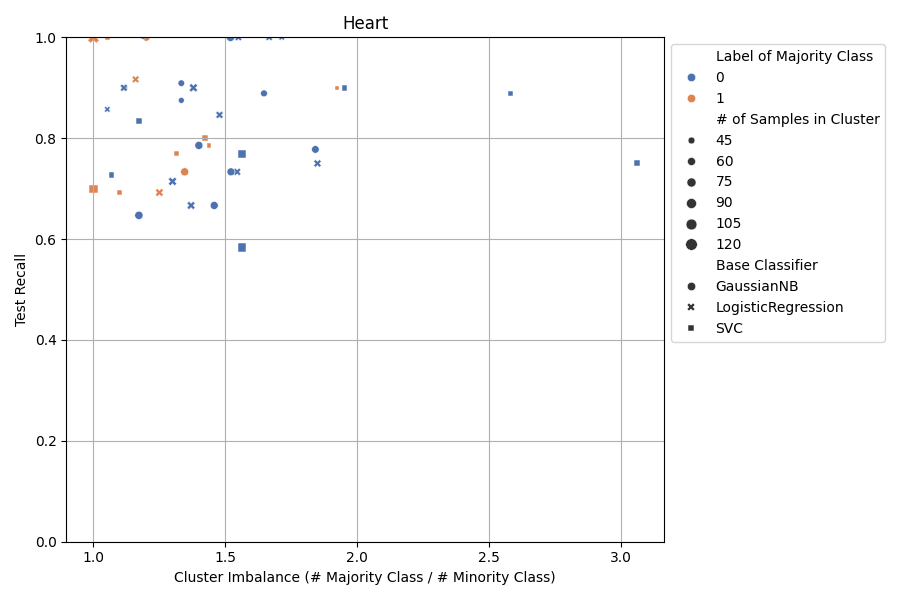 Heart
1.0
0.8
0.6
0.4
0.2
0.0
Test Recall
1.0
1.5
2.0
2.5
3.0
Cluster Imbalance (# Majority Class / # Minority Class)
Label of Majority Class
0
1
# of Samples in Cluster
45
60
75
90
105
120
Base Classifier
GaussianNB
LogisticRegression
SVC